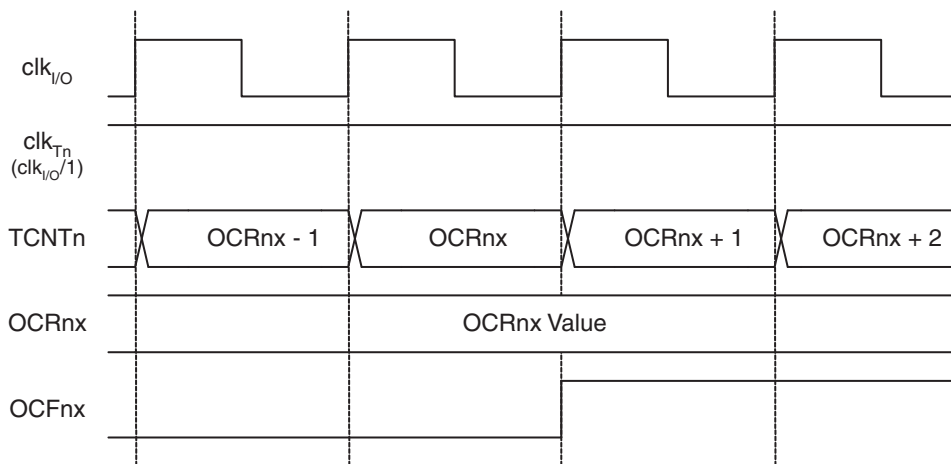 clkI/O
clkTn
(clkI/O/1)
TCNTn OCRnx - 1 OCRnx OCRnx + 1 OCRnx + 2
OCRnx OCRnx Value
OCFnx